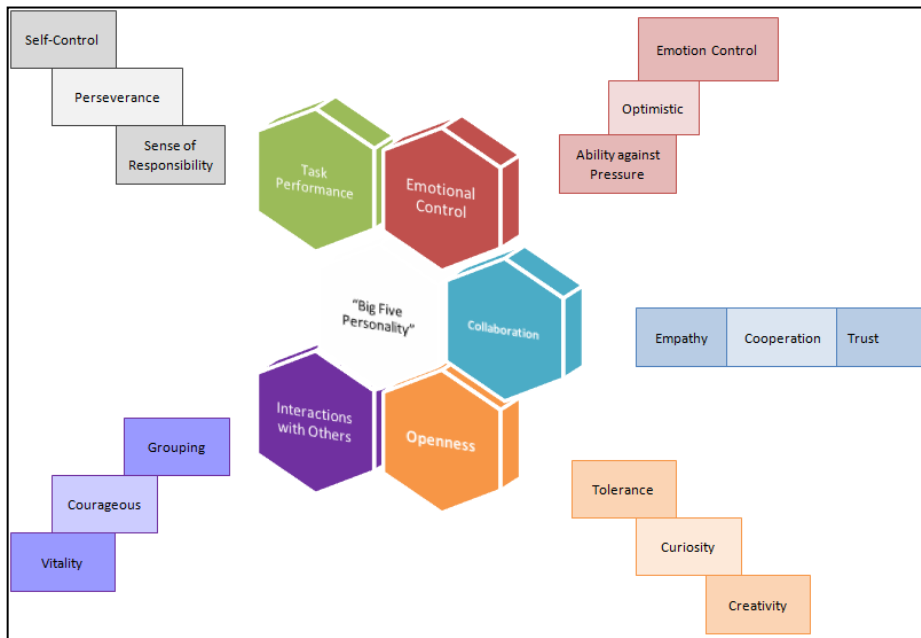 Self-Control
Perseverance
Sense of
Responsibility
Emotion Control
Optimistic
Ability against
Pressure
Task
Performance
Emotional
Control
"Big Five
Personality"
Collaboration
Empathy
Cooperation
Trust
Interactions
with Others
Openness
Grouping
Courageous
Vitality
Tolerance
Curiosity
Creativity